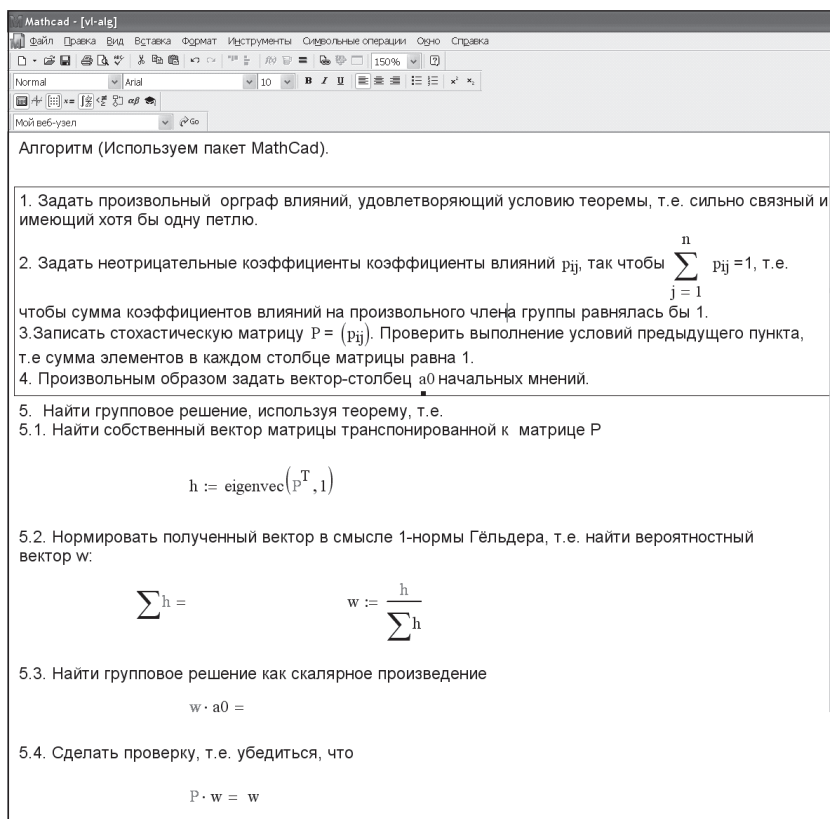 Mathcad - [vl-alg]
Файл Правка Вид Вставка Формат Инструменты Символьные операции Окно Справка
150%
Normal Arial 10 B I U
Мой веб-узел Go
Алгоритм (Используем пакет MathCad).
1. Задать произвольный орграф влияний, удовлетворяющий условию теоремы, т.е. сильно связный и
имеющий хотя бы одну петлю.
2. Задать неотрицательные коэффициенты коэффициенты влияний p_ij, так чтобы ∑_{j = 1}^{n} p_ij =1, т.е.
чтобы сумма коэффициентов влияний на произвольного члена группы равнялась бы 1.
3.Записать стохастическую матрицу P = (p_ij). Проверить выполнение условий предыдущего пункта,
т.е сумма элементов в каждом столбце матрицы равна 1.
4. Произвольным образом задать вектор-столбец a0 начальных мнений.
5. Найти групповое решение, используя теорему, т.е.
5.1. Найти собственный вектор матрицы транспонированной к матрице P
h := eigenvec(P^T, 1)
5.2. Нормировать полученный вектор в смысле 1-нормы Гёльдера, т.е. найти вероятностный
вектор w:
∑h = w := h / ∑h
5.3. Найти групповое решение как скалярное произведение
w · a0 =
5.4. Сделать проверку, т.е. убедиться, что
P · w = w